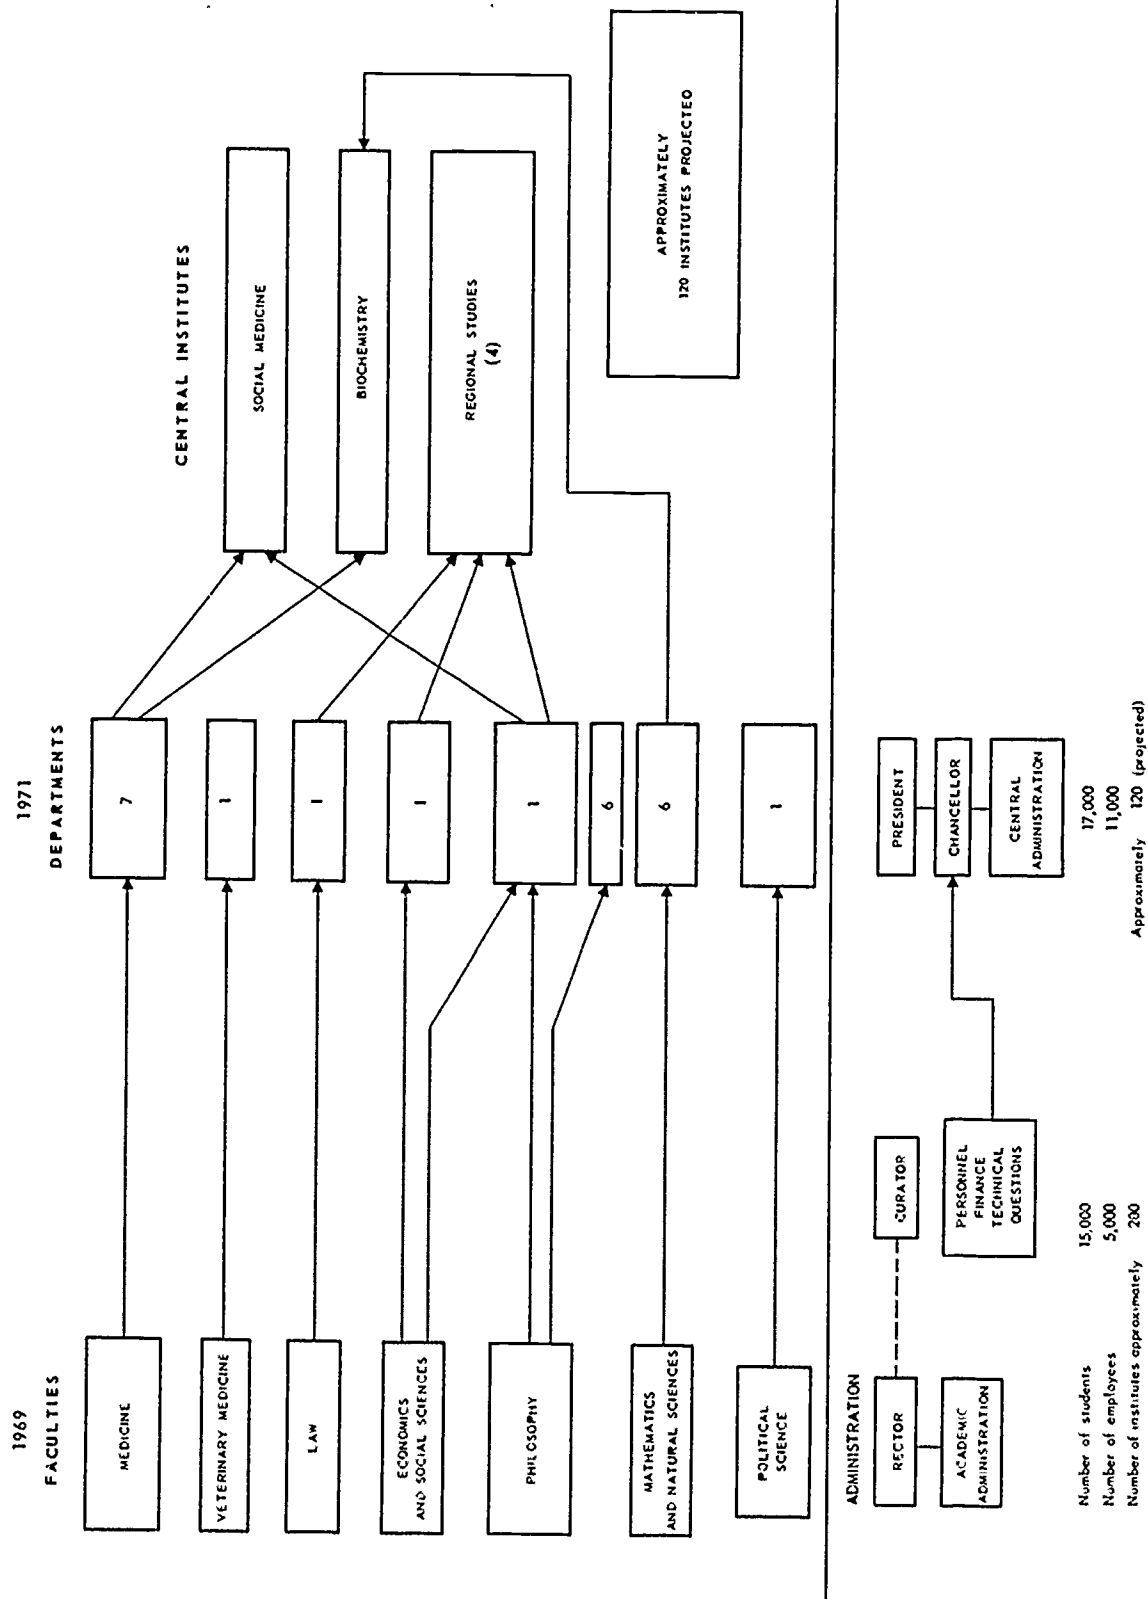 1969
FACULTIES
MEDICINE
VETERINARY MEDICINE
LAW
ECONOMICS
AND SOCIAL SCIENCES
PHILOSOPHY
MATHEMATICS
AND NATURAL SCIENCES
POLITICAL
SCIENCE
1971
DEPARTMENTS
7
1
1
1
1
6
6
1
CENTRAL INSTITUTES
SOCIAL MEDICINE
BIOCHEMISTRY
REGIONAL STUDIES
(4)
APPROXIMATELY
120 INSTITUTES PROJECTED
ADMINISTRATION
RECTOR
CURATOR
PRESIDENT
ACADEMIC
ADMINISTRATION
PERSONNEL
FINANCE
TECHNICAL
QUESTIONS
CHANCELLOR
CENTRAL
ADMINISTRATION
Number of students 15,000 17,000
Number of employees 5,000 11,000
Number of institutes approximately 200 Approximately 120 (projected)